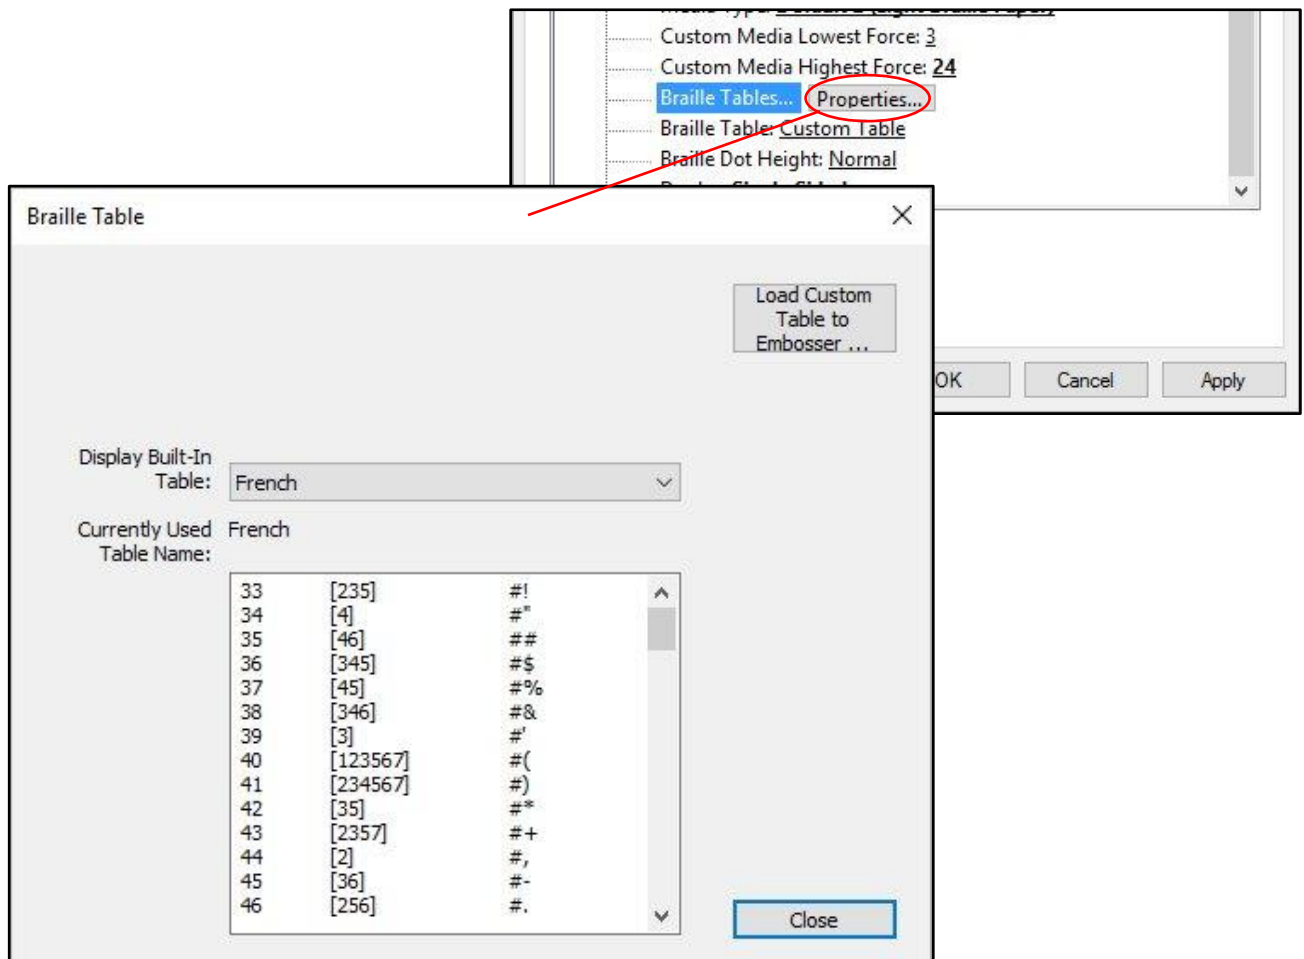 Custom Media Lowest Force: 3
Custom Media Highest Force: 24
Braille Tables... Properties...
Braille Table: Custom Table
Braille Dot Height: Normal
OK Cancel Apply
Braille Table
Load Custom
Table to
Embosser ...
Display Built-In
Table: French
Currently Used French
Table Name:
33 [235] #!
34 [4] #"
35 [46] ##
36 [345] #$
37 [45] #%
38 [346] #&
39 [3] #'
40 [123567] #(
41 [234567] #)
42 [35] #*
43 [2357] #+
44 [2] #,
45 [36] #-
46 [256] #.
Close